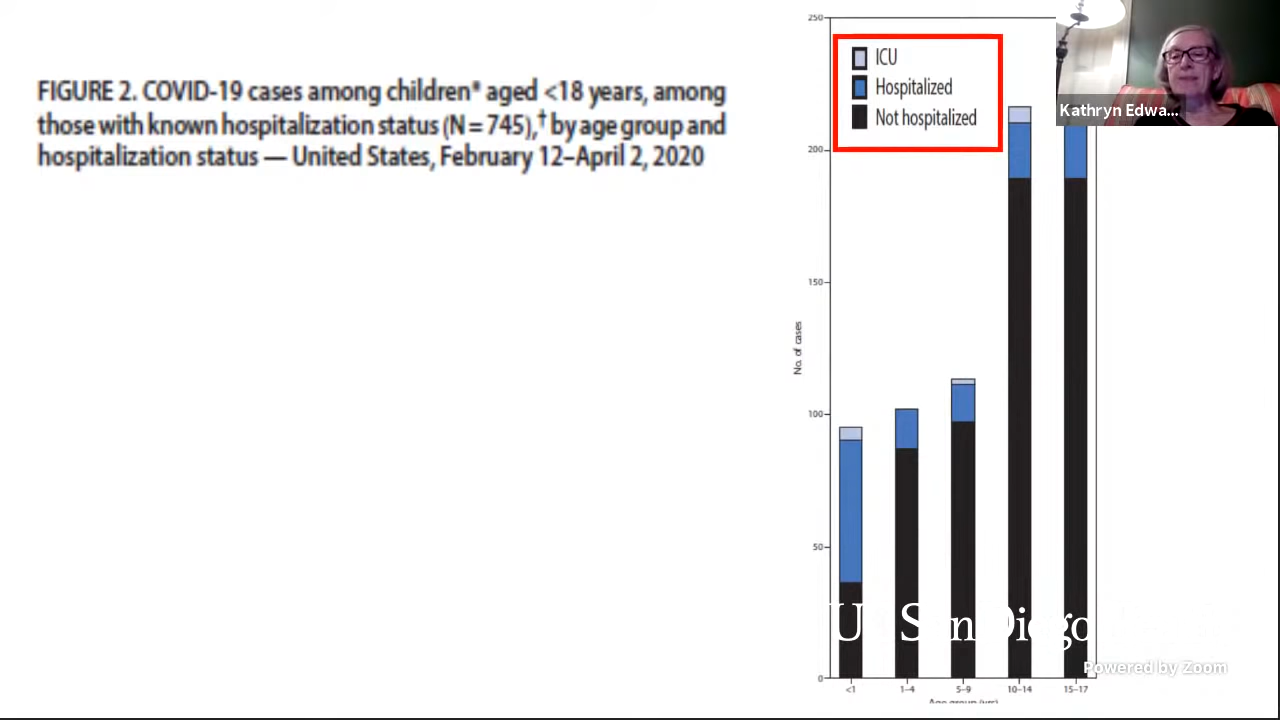 FIGURE 2. COVID-19 cases among children* aged <18 years, among
those with known hospitalization status (N = 745),† by age group and
hospitalization status — United States, February 12–April 2, 2020
250
200
150
100
50
0
No. of cases
ICU
Hospitalized
Not hospitalized
<1
1–4
5–9
10–14
15–17
Age group (yrs)
Kathryn Edwa...
San Diego
Powered by Zoom